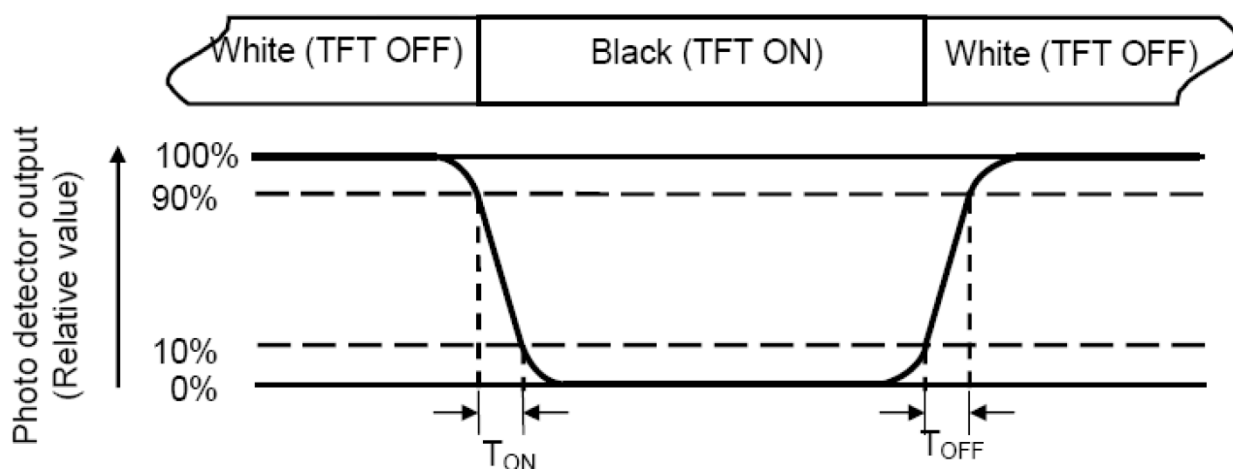 White (TFT OFF)
Black (TFT ON)
White (TFT OFF)
Photo detector output
(Relative value)
100%
90%
10%
0%
TON
TOFF